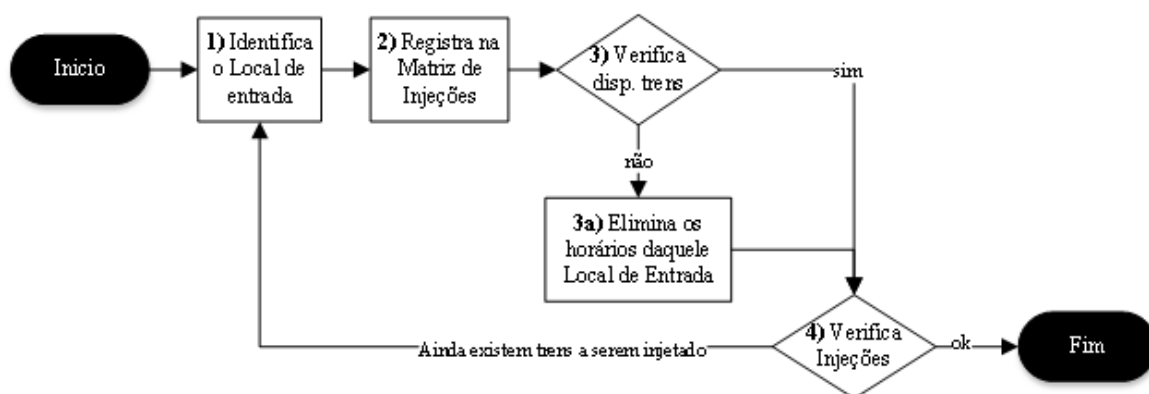 Inicio
1) Identifica
o Local de
entrada
2) Registra na
Matriz de
Injeções
3) Verifica
disp. trens
sim
não
3a) Elimina os
horários daquele
Local de Entrada
4) Verifica
Injeções
Ainda existem trens a serem injetado
ok
Fim